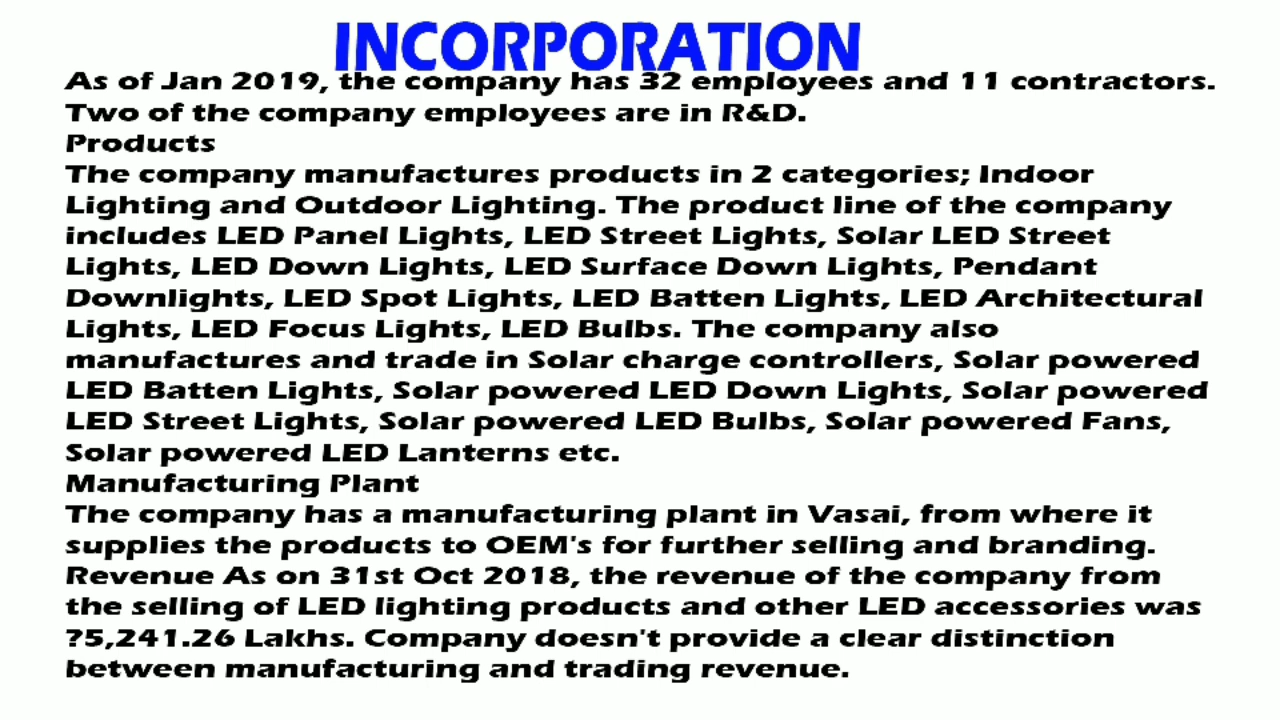 INCORPORATION
As of Jan 2019, the company has 32 employees and 11 contractors.
Two of the company employees are in R&D.
Products
The company manufactures products in 2 categories; Indoor
Lighting and Outdoor Lighting. The product line of the company
includes LED Panel Lights, LED Street Lights, Solar LED Street
Lights, LED Down Lights, LED Surface Down Lights, Pendant
Downlights, LED Spot Lights, LED Batten Lights, LED Architectural
Lights, LED Focus Lights, LED Bulbs. The company also
manufactures and trade in Solar charge controllers, Solar powered
LED Batten Lights, Solar powered LED Down Lights, Solar powered
LED Street Lights, Solar powered LED Bulbs, Solar powered Fans,
Solar powered LED Lanterns etc.
Manufacturing Plant
The company has a manufacturing plant in Vasai, from where it
supplies the products to OEM's for further selling and branding.
Revenue As on 31st Oct 2018, the revenue of the company from
the selling of LED lighting products and other LED accessories was
?5,241.26 Lakhs. Company doesn't provide a clear distinction
between manufacturing and trading revenue.